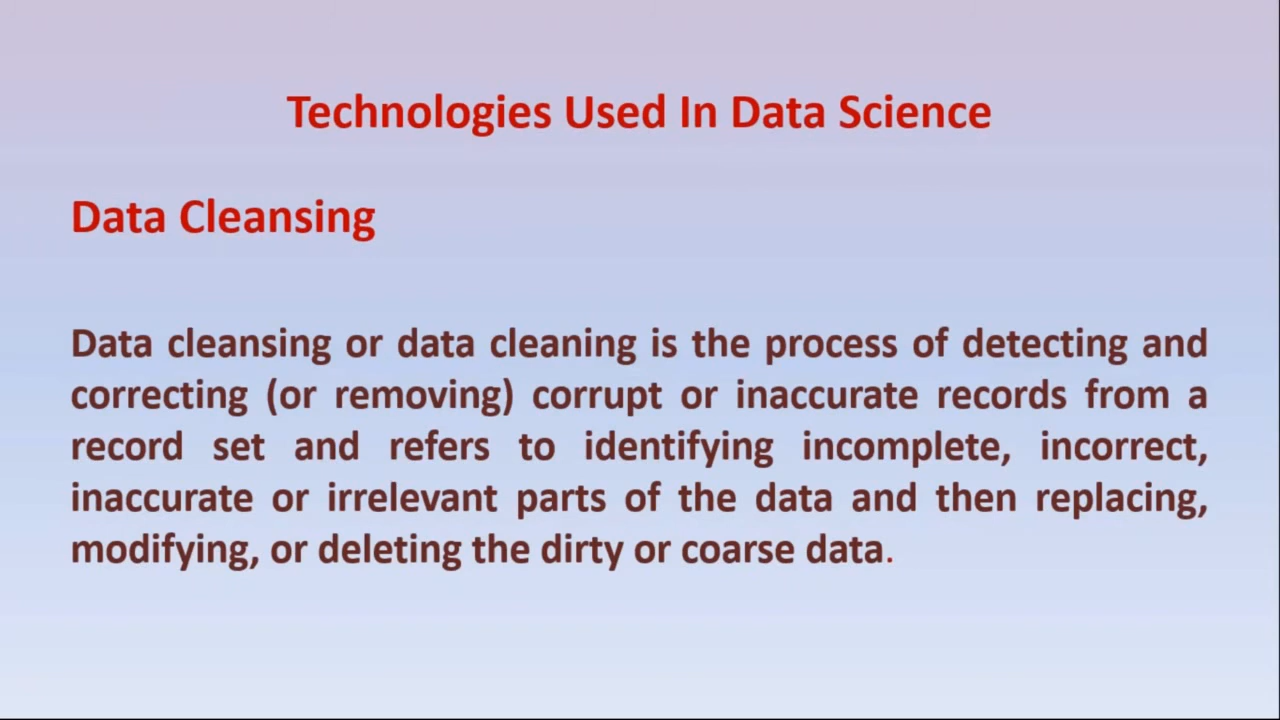 Technologies Used In Data Science
Data Cleansing
Data cleansing or data cleaning is the process of detecting and
correcting (or removing) corrupt or inaccurate records from a
record set and refers to identifying incomplete, incorrect,
inaccurate or irrelevant parts of the data and then replacing,
modifying, or deleting the dirty or coarse data.